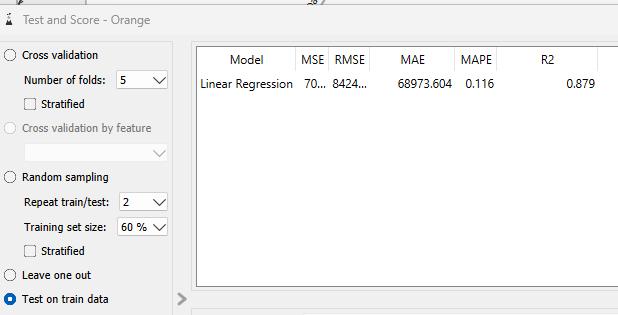 Test and Score - Orange
Cross validation
Number of folds: 5
Stratified
Cross validation by feature
Random sampling
Repeat train/test: 2
Training set size: 60 %
Stratified
Leave one out
Test on train data
Model MSE RMSE MAE MAPE R2
Linear Regression 70... 8424... 68973.604 0.116 0.879